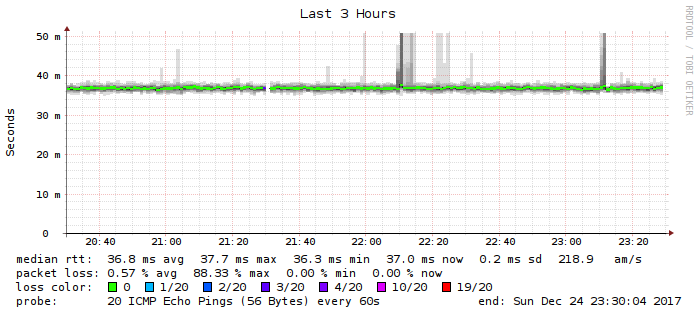 Last 3 Hours
RRDTOOL / TOBI OETIKER
Seconds
50 m
40 m
30 m
20 m
10 m
0
20:40 21:00 21:20 21:40 22:00 22:20 22:40 23:00 23:20
median rtt: 36.8 ms avg 37.7 ms max 36.3 ms min 37.0 ms now 0.2 ms sd 218.9 am/s
packet loss: 0.57 % avg 88.33 % max 0.00 % min 0.00 % now
loss color: 0 1/20 2/20 3/20 4/20 10/20 19/20
probe: 20 ICMP Echo Pings (56 Bytes) every 60s end: Sun Dec 24 23:30:04 2017